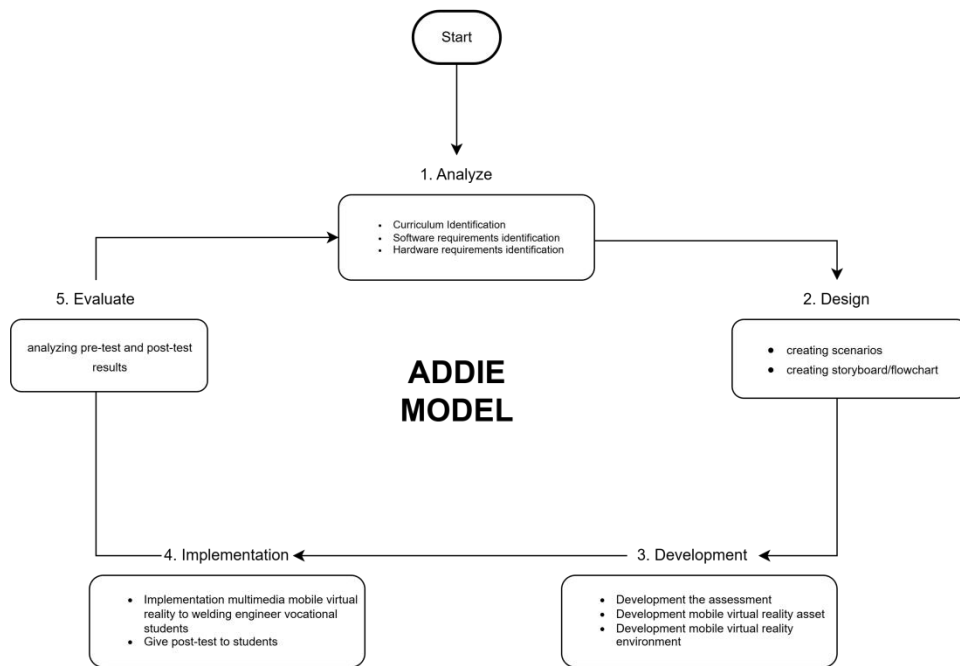 Start
1. Analyze
• Curriculum Identification
• Software requirements identification
• Hardware requirements identification
5. Evaluate
2. Design
analyzing pre-test and post-test
results
• creating scenarios
• creating storyboard/flowchart
ADDIE
MODEL
4. Implementation
3. Development
• Implementation multimedia mobile virtual
reality to welding engineer vocational
students
• Give post-test to students
• Development the assessment
• Development mobile virtual reality asset
• Development mobile virtual reality
environment